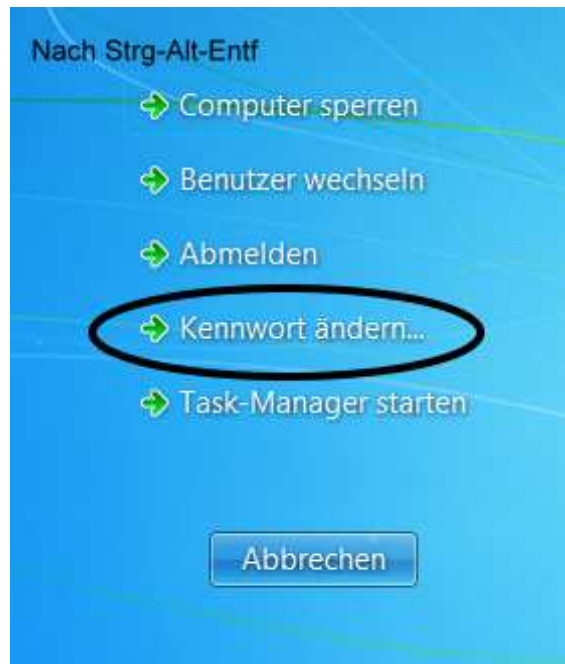 Nach Strg-Alt-Entf
Computer sperren
Benutzer wechseln
Abmelden
Kennwort ändern...
Task-Manager starten
Abbrechen